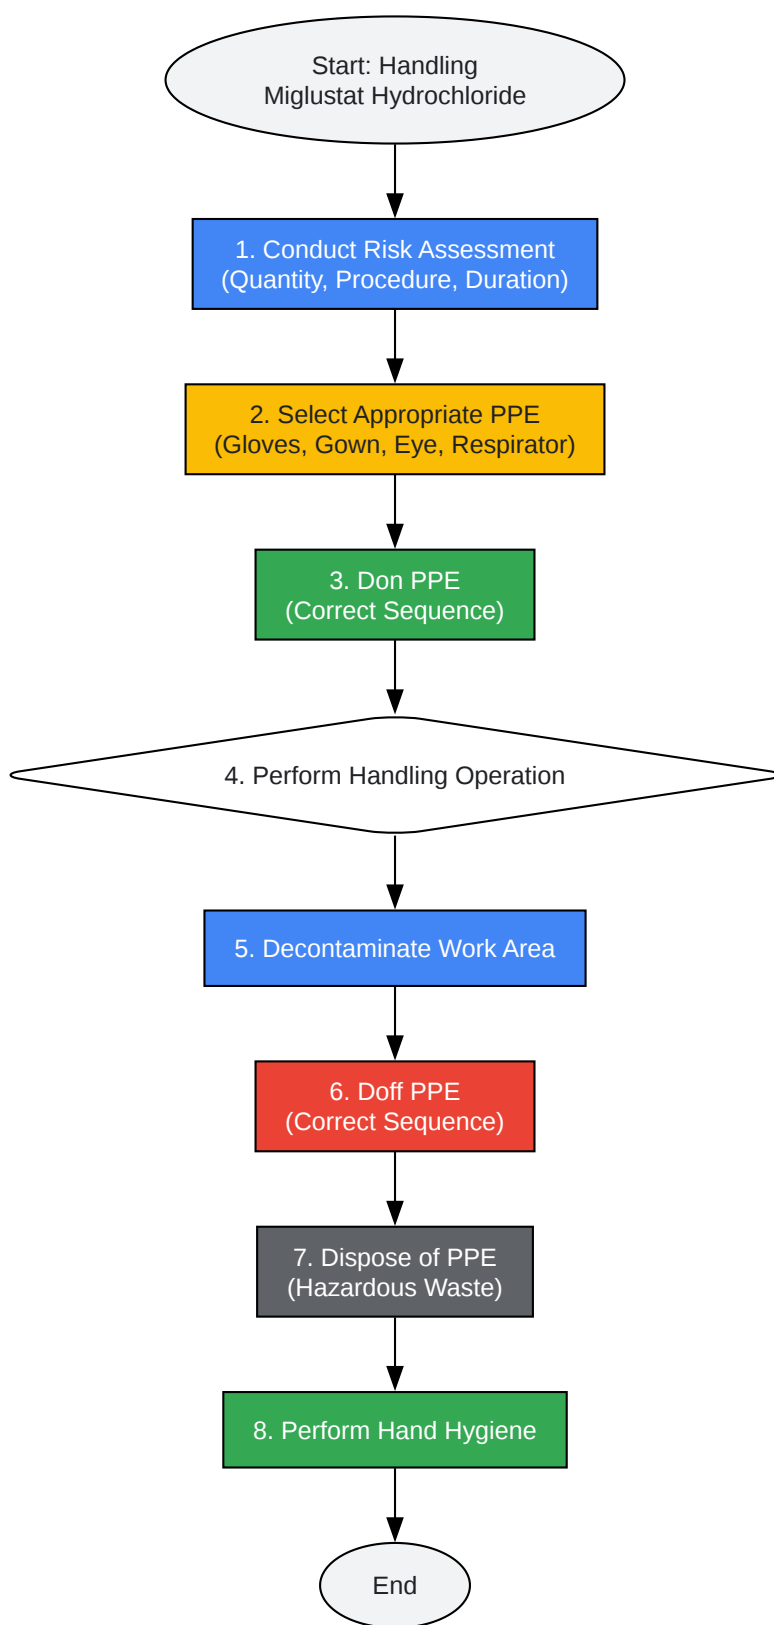 Start: Handling
Miglustat Hydrochloride
1. Conduct Risk Assessment
(Quantity, Procedure, Duration)
2. Select Appropriate PPE
(Gloves, Gown, Eye, Respirator)
3. Don PPE
(Correct Sequence)
4. Perform Handling Operation
5. Decontaminate Work Area
6. Doff PPE
(Correct Sequence)
7. Dispose of PPE
(Hazardous Waste)
8. Perform Hand Hygiene
End